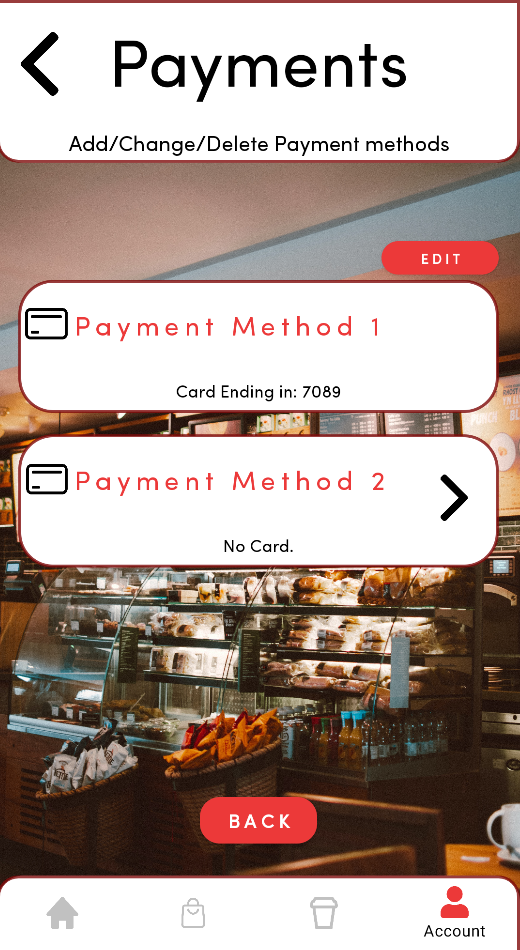 Payments
Add/Change/Delete Payment methods
EDIT
Payment Method 1
Card Ending in: 7089
Payment Method 2
No Card.
BACK
Account